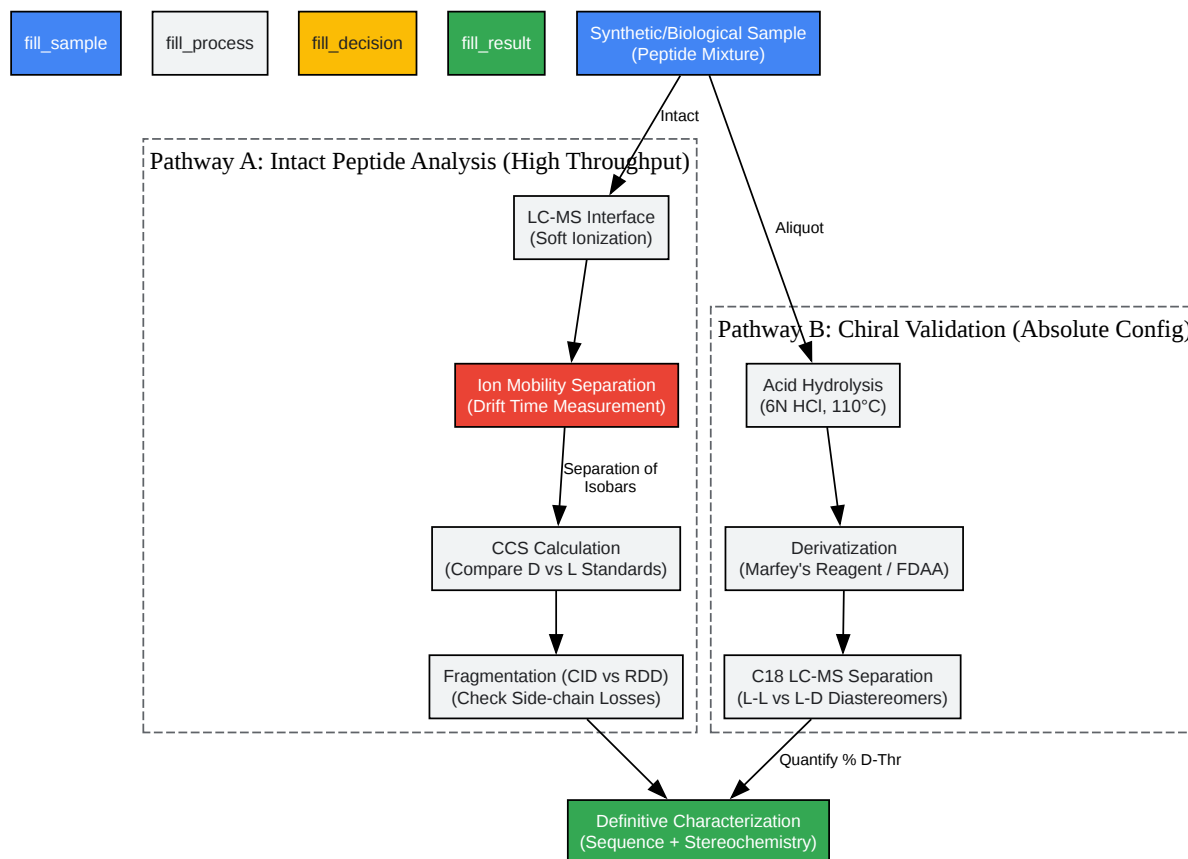 fill_sample
fill_process
fill_decision
fill_result
Synthetic/Biological Sample
(Peptide Mixture)
Intact
Pathway A: Intact Peptide Analysis (High Throughput)
LC-MS Interface
(Soft Ionization)
Aliquot
Pathway B: Chiral Validation (Absolute Config)
Ion Mobility Separation
(Drift Time Measurement)
Acid Hydrolysis
(6N HCl, 110°C)
Separation of
Isobars
CCS Calculation
(Compare D vs L Standards)
Derivatization
(Marfey's Reagent / FDAA)
Fragmentation (CID vs RDD)
(Check Side-chain Losses)
C18 LC-MS Separation
(L-L vs L-D Diastereomers)
Quantify % D-Thr
Definitive Characterization
(Sequence + Stereochemistry)